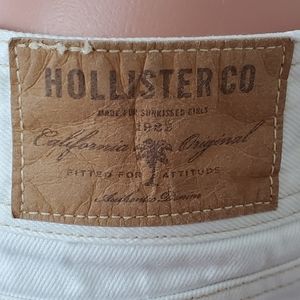 HOLLISTER CO
MADE FOR SUNKISSED GIRLS
1922
California Original
FITTED FOR ATTITUDE
Authentic Denim